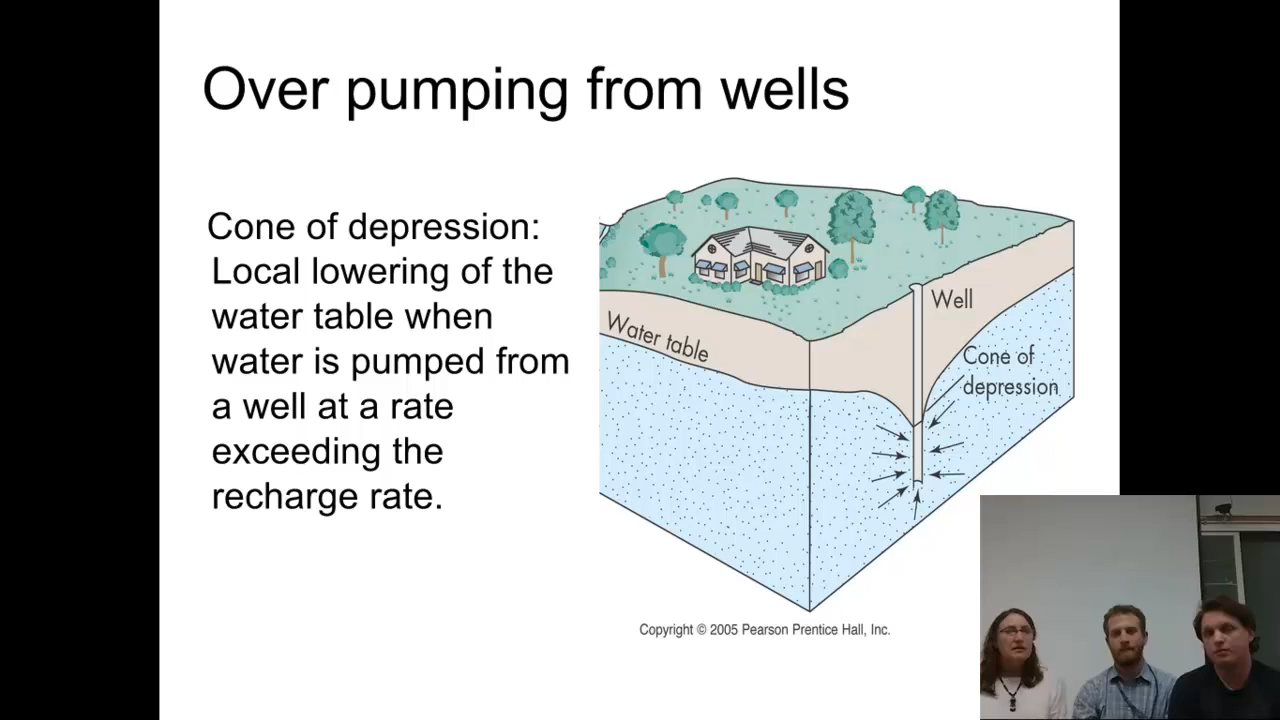 Over pumping from wells
Cone of depression:
Local lowering of the
water table when
water is pumped from
a well at a rate
exceeding the
recharge rate.
Water table
Well
Cone of
depression
Copyright © 2005 Pearson Prentice Hall, Inc.